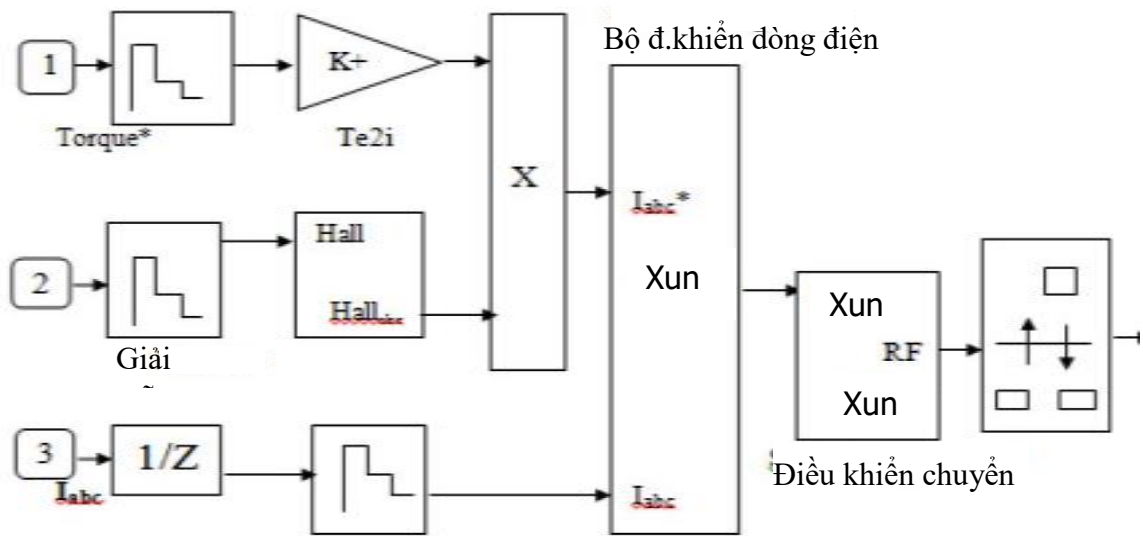 Bộ đ.khiển đòng điện
1
K+
Torque*
Te2i
X
Iabc*
Xun
2
Hall
Hallabc
Giải
Xun
RF
Xun
3
1/Z
Iabc
Iabc
Điều khiển chuyển